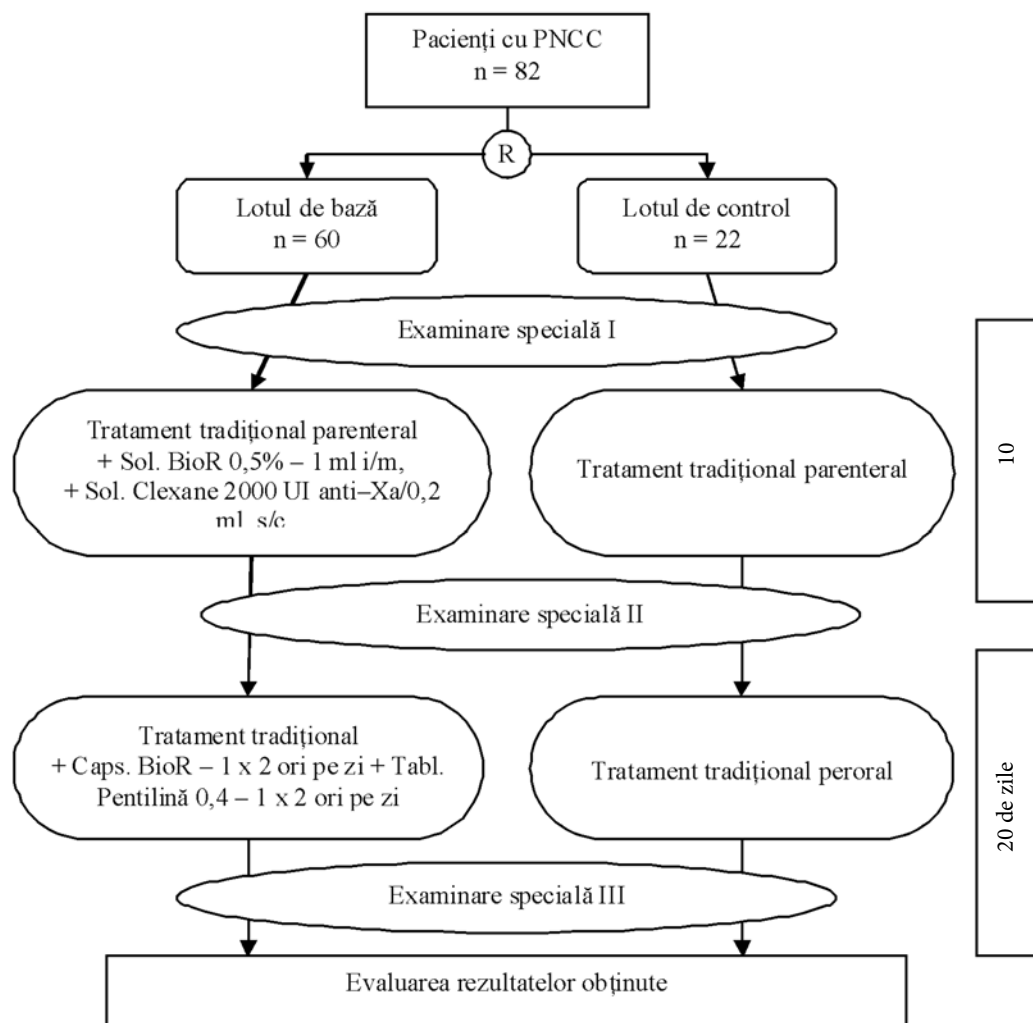 Pacienți cu PNCC
n = 82
R
Lotul de bază
n = 60
Lotul de control
n = 22
Examinare specială I
Tratament tradițional parenteral
+ Sol. BioR 0,5% – 1 ml i/m,
+ Sol. Clexane 2000 UI anti–Xa/0,2
ml s/c
Tratament tradițional parenteral
10
Examinare specială II
Tratament tradițional
+ Caps. BioR – 1 x 2 ori pe zi + Tabl.
Pentilină 0,4 – 1 x 2 ori pe zi
Tratament tradițional peroral
20 de zile
Examinare specială III
Evaluarea rezultatelor obținute